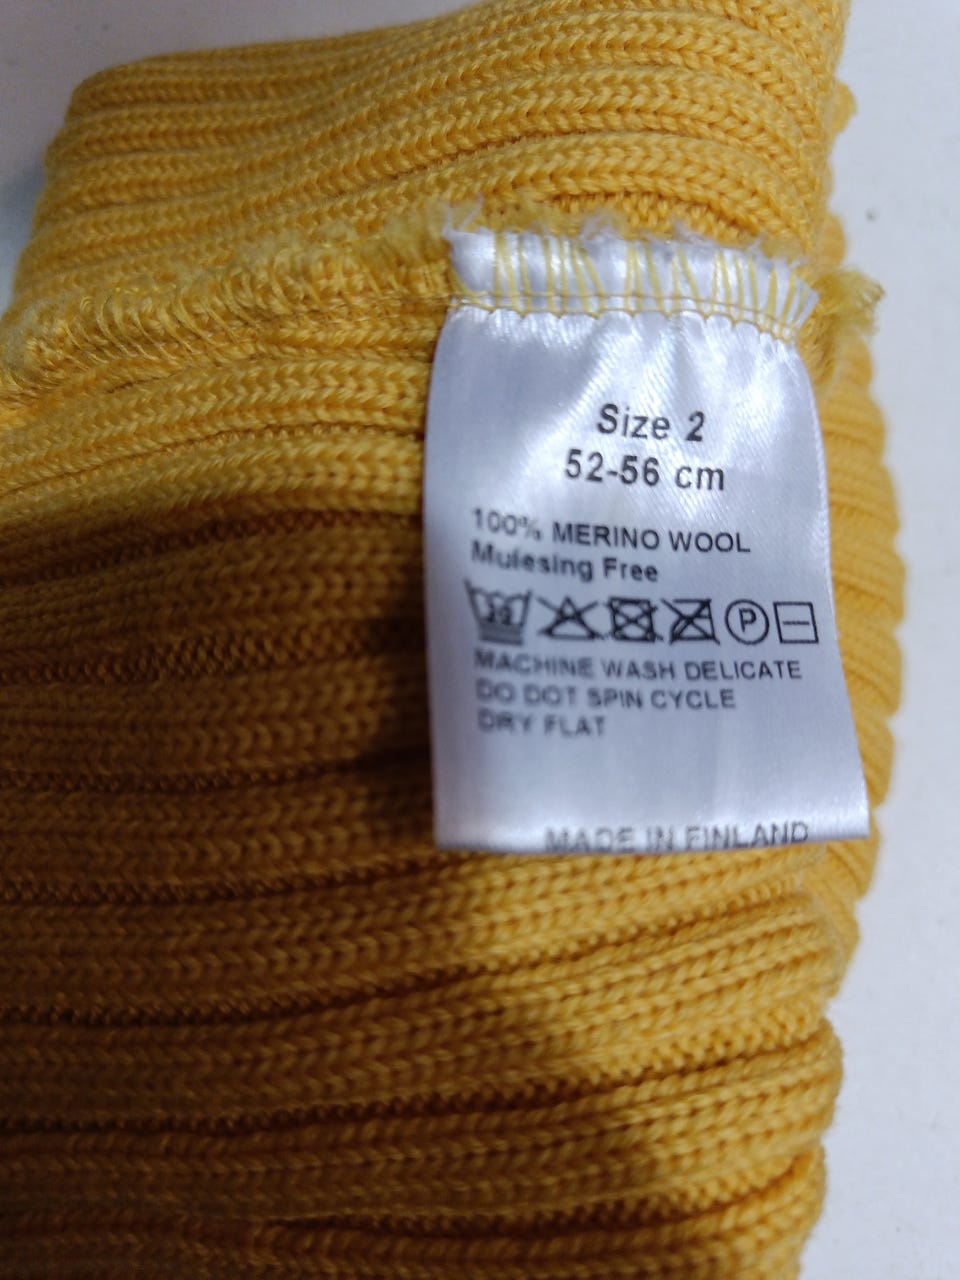 Size 2
52-56 cm
100% MERINO WOOL
Mulesing Free
30 P
MACHINE WASH DELICATE
DO DOT SPIN CYCLE
DRY FLAT
MADE IN FINLAND